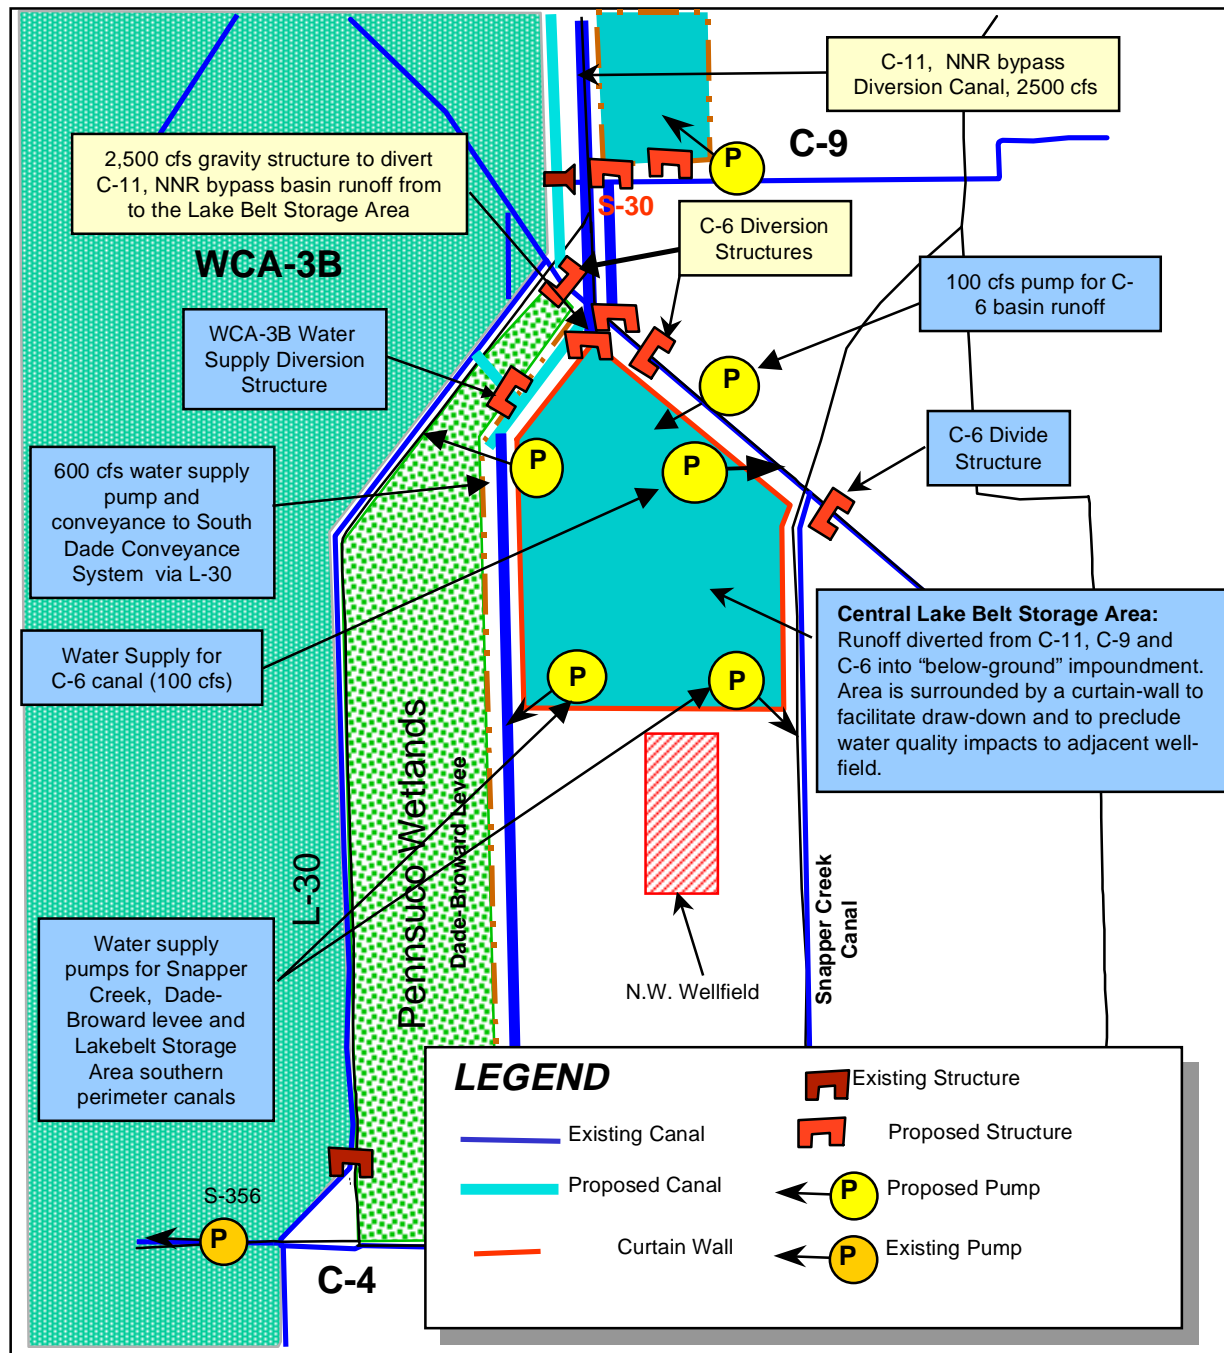 C-11, NNR bypass
Diversion Canal, 2500 cfs
C-9
P
2,500 cfs gravity structure to divert
C-11, NNR bypass basin runoff from
to the Lake Belt Storage Area
S-30
C-6 Diversion
Structures
WCA-3B
100 cfs pump for C-
6 basin runoff
WCA-3B Water
Supply Diversion
Structure
P
C-6 Divide
Structure
600 cfs water supply
pump and
conveyance to South
Dade Conveyance
System via L-30
P
P
Water Supply for
C-6 canal (100 cfs)
Central Lake Belt Storage Area:
Runoff diverted from C-11, C-9 and
C-6 into “below-ground” impoundment.
Area is surrounded by a curtain-wall to
facilitate draw-down and to preclude
water quality impacts to adjacent well-
field.
P
P
Pennsuco Wetlands
Dade-Broward Levee
L-30
Snapper Creek
Canal
N.W. Wellfield
Water supply
pumps for Snapper
Creek, Dade-
Broward levee and
Lakebelt Storage
Area southern
perimeter canals
S-356
P
C-4
LEGEND
Existing Canal
Proposed Canal
Curtain Wall
Existing Structure
Proposed Structure
P
Proposed Pump
P
Existing Pump